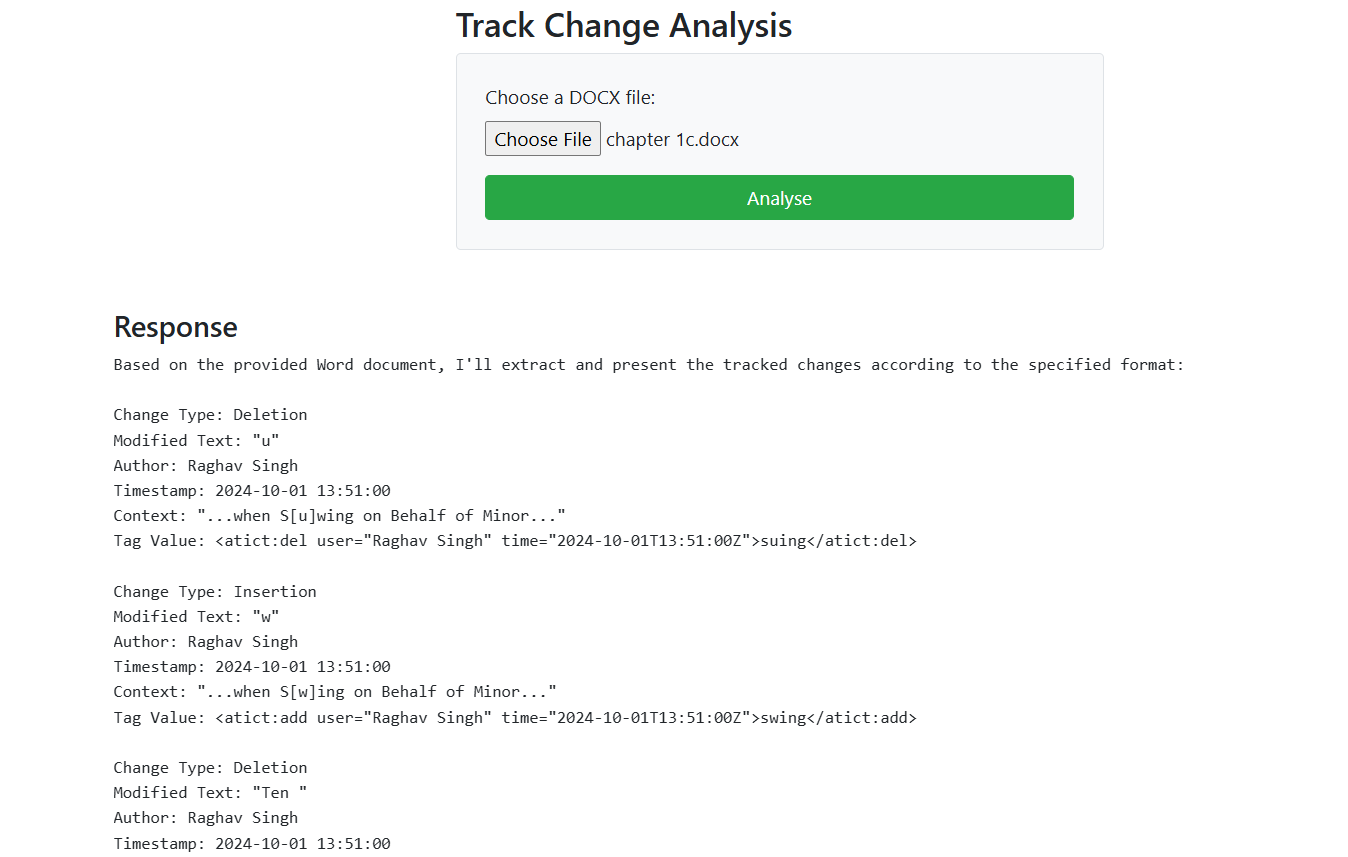 Track Change Analysis
Choose a DOCX file:
Choose File chapter 1c.docx
Analyse
Response
Based on the provided Word document, I'll extract and present the tracked changes according to the specified format:
Change Type: Deletion
Modified Text: "u"
Author: Raghav Singh
Timestamp: 2024-10-01 13:51:00
Context: "...when S[u]wing on Behalf of Minor..."
Tag Value: <atict:del user="Raghav Singh" time="2024-10-01T13:51:00Z">suing</atict:del>
Change Type: Insertion
Modified Text: "w"
Author: Raghav Singh
Timestamp: 2024-10-01 13:51:00
Context: "...when S[w]ing on Behalf of Minor..."
Tag Value: <atict:add user="Raghav Singh" time="2024-10-01T13:51:00Z">swing</atict:add>
Change Type: Deletion
Modified Text: "Ten "
Author: Raghav Singh
Timestamp: 2024-10-01 13:51:00